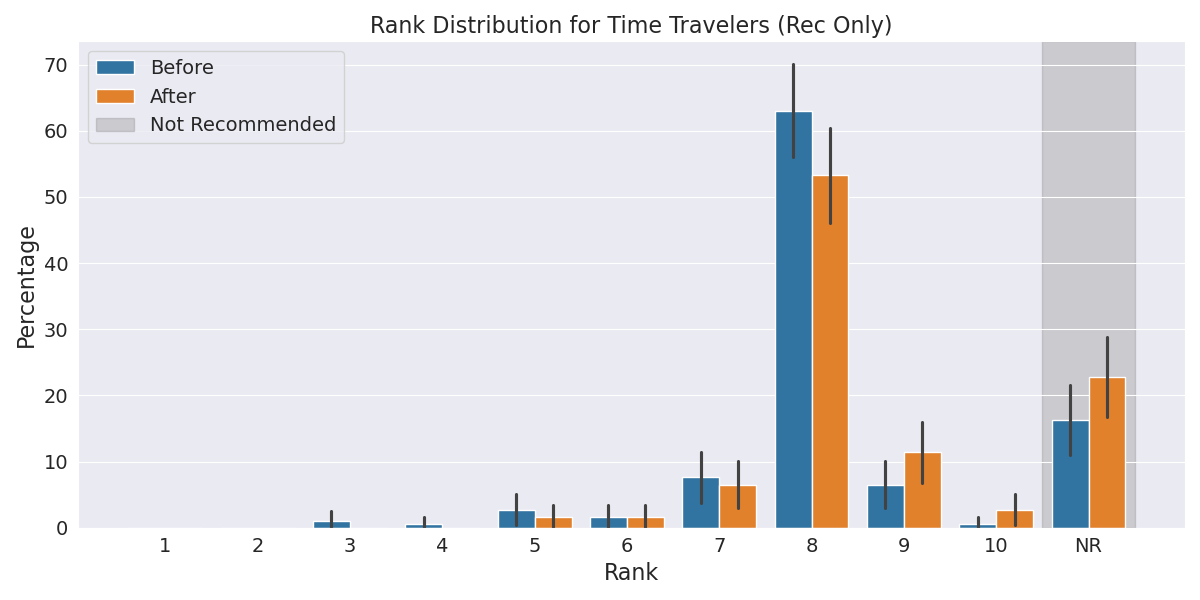 Rank Distribution for Time Travelers (Rec Only)
Before
After
Not Recommended
Percentage
70
60
50
40
30
20
10
0
1 2 3 4 5 6 7 8 9 10 NR
Rank